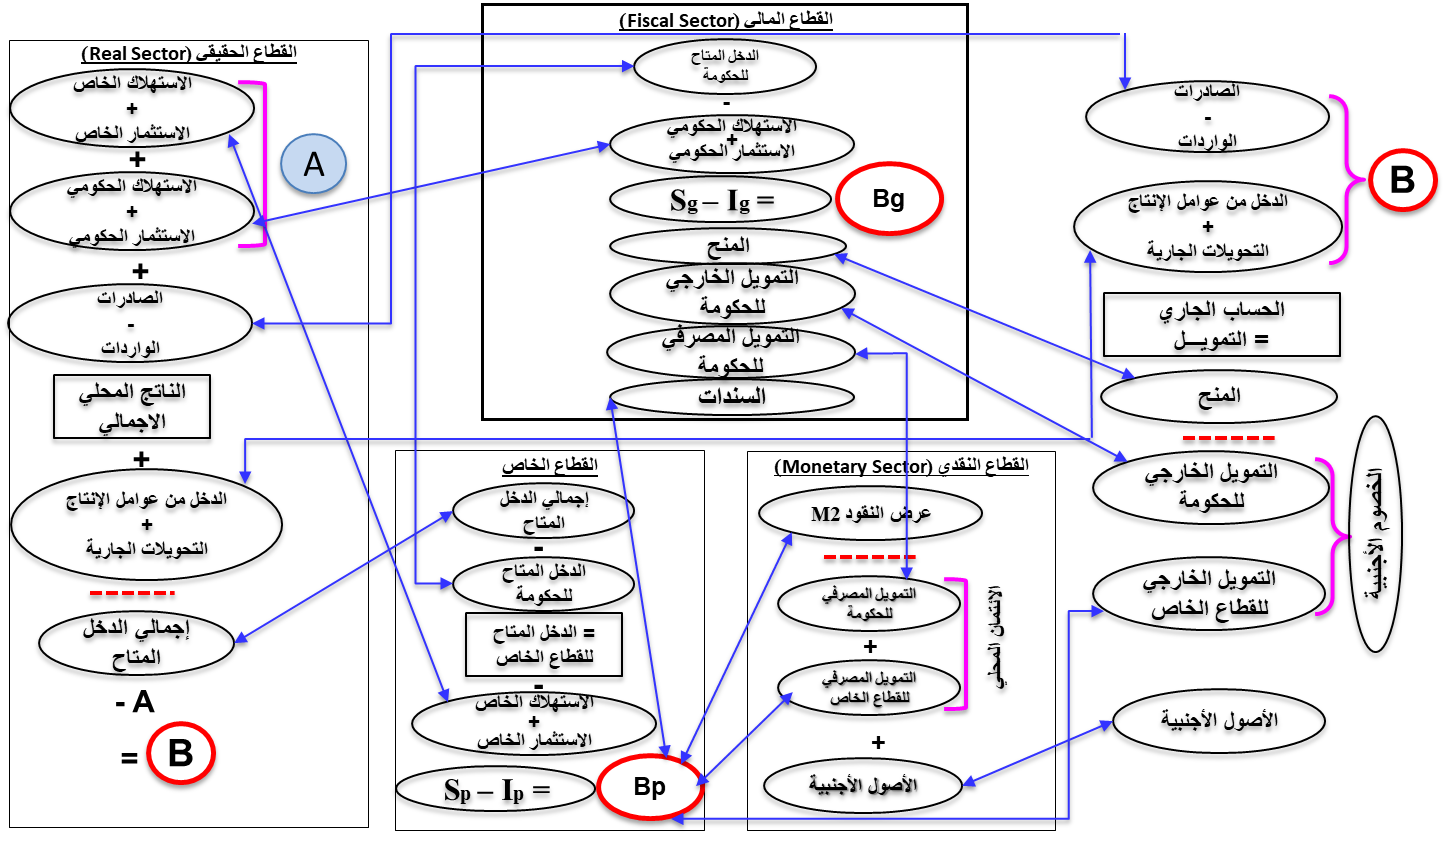 القطاع الحقيقي (Real Sector)
الاستهلاك الخاص
+
الاستثمار الخاص
+
الاستهلاك الحكومي
+
الاستثمار الحكومي
A
+
الصادرات
-
الواردات
الناتج المحلي
الاجمالي
+
الدخل من عوامل الإنتاج
+
التحويلات الجارية
إجمالي الدخل
المتاح
- A
= B
القطاع المالي (Fiscal Sector)
الدخل المتاح
للحكومة
-
الاستهلاك الحكومي
+
الاستثمار الحكومي
Sg – Ig =
Bg
المنح
التمويل الخارجي
للحكومة
التمويل المصرفي
للحكومة
السندات
القطاع الخاص
إجمالي الدخل
المتاح
-
الدخل المتاح
للحكومة
= الدخل المتاح
للقطاع الخاص
-
الاستهلاك الخاص
+
الاستثمار الخاص
Sp – Ip =
Bp
القطاع النقدي (Monetary Sector)
عرض النقود M2
التمويل المصرفي
للحكومة
+
التمويل المصرفي
للقطاع الخاص
الائتمان المحلي
+
الأصول الأجنبية
الصادرات
-
الواردات
B
الدخل من عوامل الإنتاج
+
التحويلات الجارية
الحساب الجاري
= التمويـــل
المنح
التمويل الخارجي
للحكومة
التمويل الخارجي
للقطاع الخاص
الخصوم الأجنبية
الأصول الأجنبية